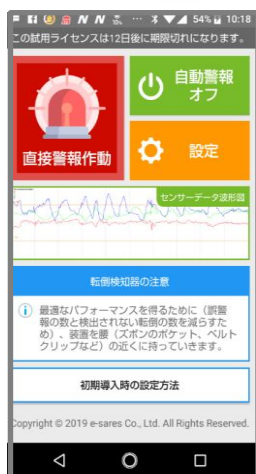 54% 10:18
この試用ライセンスは12日後に期限切れになります。
直接警報作動
自動警報
オフ
設定
センサーデータ波形図
転倒検知器の注意
最適なパフォーマンスを得るために（誤警
報の数と検出されない転倒の数を減らすた
め）、装置を腰（ズボンのポケット、ベルト
クリップなど）の近くに持っていきます。
初期導入時の設定方法
Copyright © 2019 e-sares Co., Ltd. All Rights Reserved.